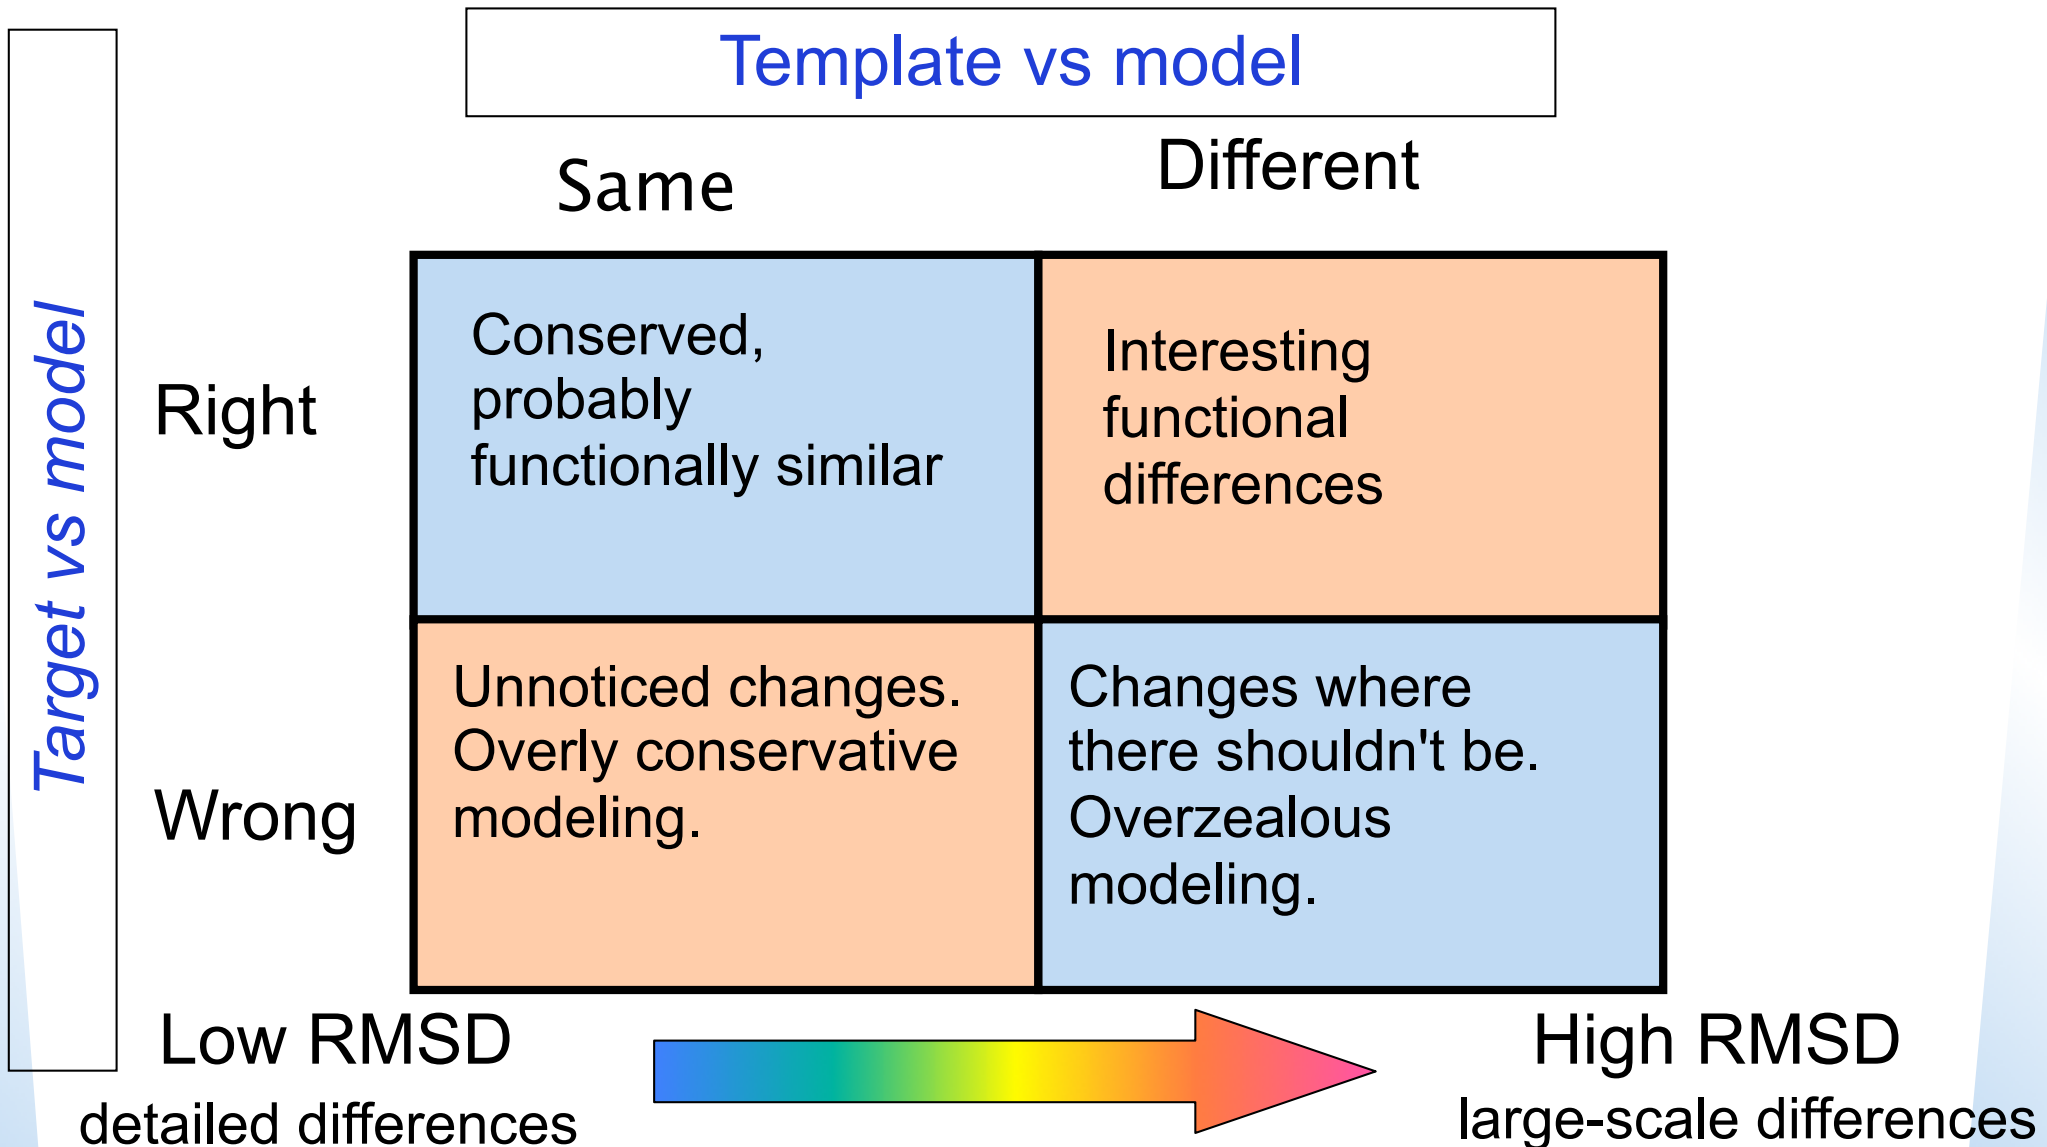 Template vs model
Same
Different
Target vs model
Right
Conserved,
probably
functionally similar
Interesting
functional
differences
Wrong
Unnoticed changes.
Overly conservative
modeling.
Changes where
there shouldn't be.
Overzealous
modeling.
Low RMSD
detailed differences
High RMSD
large-scale differences